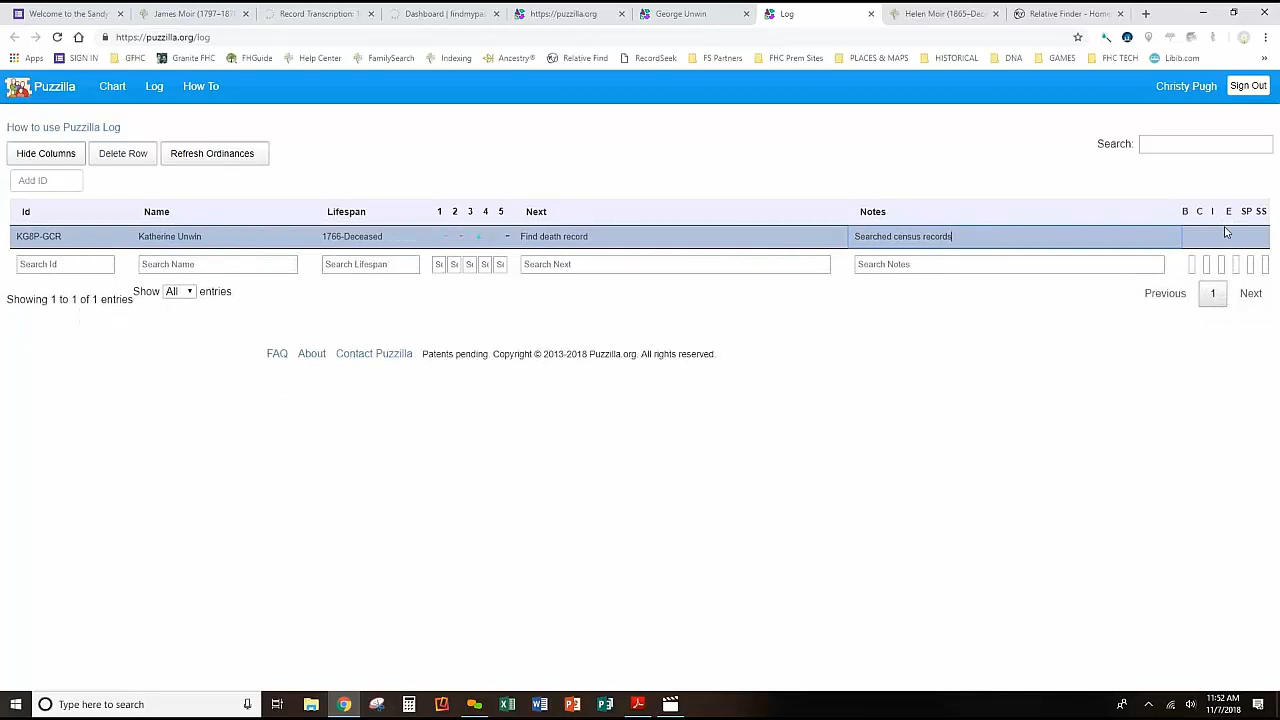 Welcome to the Sandy
James Moir (1797–187
Record Transcription:
Dashboard | findmypa
https://puzzilla.org
George Unwin
Log
Helen Moir (1865–Dec
Relative Finder - Hom
https://puzzilla.org/log
Apps
SIGN IN
GFHC
Granite FHC
FHGuide
Help Center
FamilySearch
Indexing
Ancestry®
Relative Find
RecordSeek
FS Partners
FHC Prem Sites
PLACES & MAPS
HISTORICAL
DNA
GAMES
FHC TECH
Libib.com
Puzzilla
Chart
Log
How To
Christy Pugh
Sign Out
How to use Puzzilla Log
Hide Columns
Delete Row
Refresh Ordinances
Search:
Add ID
Id Name Lifespan 1 2 3 4 5 Next Notes B C I E SP SS
KG8P-GCR Katherine Unwin 1766-Deceased - - + - Find death record Searched census records
Search Id Search Name Search Lifespan Se Se Se Se Se Search Next Search Notes
Showing 1 to 1 of 1 entries
Show All entries
Previous 1 Next
FAQ About Contact Puzzilla Patents pending. Copyright © 2013-2018 Puzzilla.org. All rights reserved.
Type here to search
11:52 AM
11/7/2018